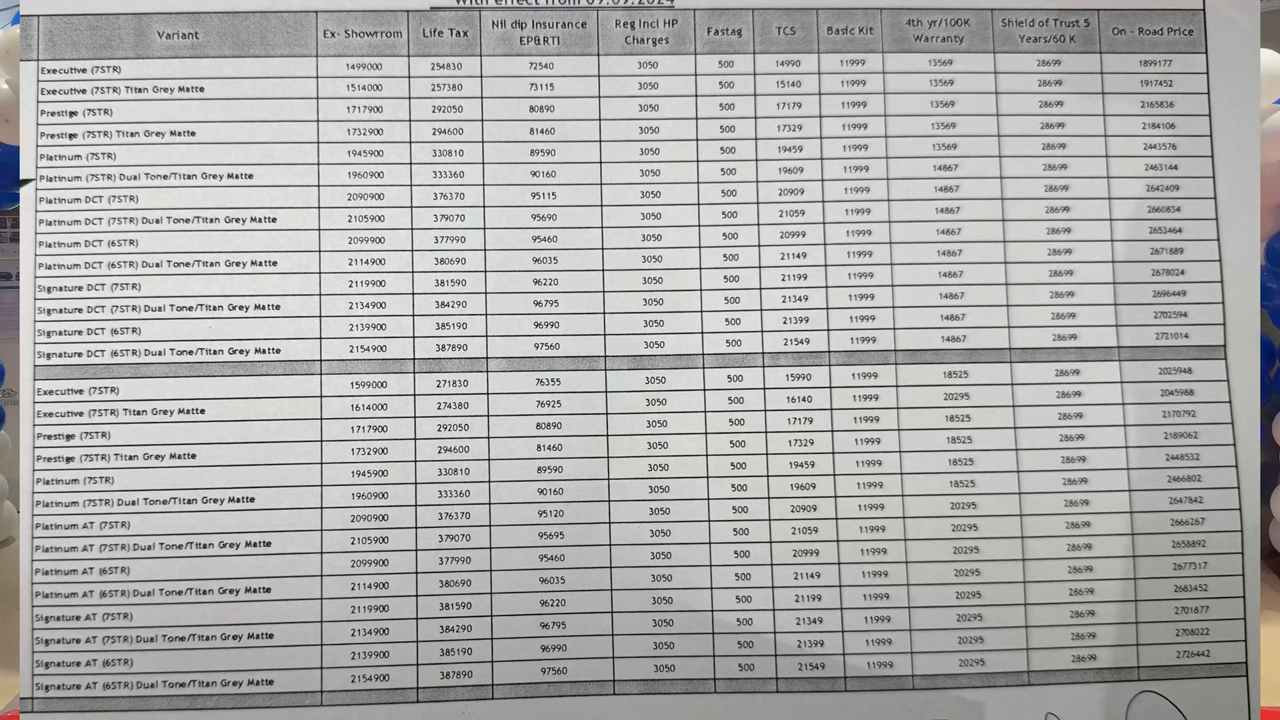 With effect from 09.09.2024
Variant Ex- Showrrom Life Tax Nil dip Insurance EP&RTI Reg Incl HP Charges Fastag TCS Basic Kit 4th yr/100K Warranty Shield of Trust 5 Years/60 K On - Road Price
Executive (7STR) 1499000 254830 72540 3050 500 14990 11999 13569 28699 1899177
Executive (7STR) Titan Grey Matte 1514000 257380 73115 3050 500 15140 11999 13569 28699 1917452
Prestige (7STR) 1717900 292050 80890 3050 500 17179 11999 13569 28699 2165836
Prestige (7STR) Titan Grey Matte 1732900 294600 81460 3050 500 17329 11999 13569 28699 2184106
Platinum (7STR) 1945900 330810 89590 3050 500 19459 11999 13569 28699 2443576
Platinum (7STR) Dual Tone/Titan Grey Matte 1960900 333360 90160 3050 500 19609 11999 14867 28699 2463144
Platinum DCT (7STR) 2090900 376370 95115 3050 500 20909 11999 14867 28699 2642409
Platinum DCT (7STR) Dual Tone/Titan Grey Matte 2105900 379070 95690 3050 500 21059 11999 14867 28699 2660834
Platinum DCT (6STR) 2099900 377990 95460 3050 500 20999 11999 14867 28699 2653464
Platinum DCT (6STR) Dual Tone/Titan Grey Matte 2114900 380690 96035 3050 500 21149 11999 14867 28699 2671889
Signature DCT (7STR) 2119900 381590 96220 3050 500 21199 11999 14867 28699 2678024
Signature DCT (7STR) Dual Tone/Titan Grey Matte 2134900 384290 96795 3050 500 21349 11999 14867 28699 2696449
Signature DCT (6STR) 2139900 385190 96990 3050 500 21399 11999 14867 28699 2702594
Signature DCT (6STR) Dual Tone/Titan Grey Matte 2154900 387890 97560 3050 500 21549 11999 14867 28699 2721014
Executive (7STR) 1599000 271830 76355 3050 500 15990 11999 18525 28699 2025948
Executive (7STR) Titan Grey Matte 1614000 274380 76925 3050 500 16140 11999 20295 28699 2045988
Prestige (7STR) 1717900 292050 80890 3050 500 17179 11999 18525 28699 2170792
Prestige (7STR) Titan Grey Matte 1732900 294600 81460 3050 500 17329 11999 18525 28699 2189062
Platinum (7STR) 1945900 330810 89590 3050 500 19459 11999 18525 28699 2448532
Platinum (7STR) Dual Tone/Titan Grey Matte 1960900 333360 90160 3050 500 19609 11999 18525 28699 2466802
Platinum AT (7STR) 2090900 376370 95120 3050 500 20909 11999 20295 28699 2647842
Platinum AT (7STR) Dual Tone/Titan Grey Matte 2105900 379070 95695 3050 500 21059 11999 20295 28699 2666267
Platinum AT (6STR) 2099900 377990 95460 3050 500 20999 11999 20295 28699 2658892
Platinum AT (6STR) Dual Tone/Titan Grey Matte 2114900 380690 96035 3050 500 21149 11999 20295 28699 2677317
Signature AT (7STR) 2119900 381590 96220 3050 500 21199 11999 20295 28699 2683452
Signature AT (7STR) Dual Tone/Titan Grey Matte 2134900 384290 96795 3050 500 21349 11999 20295 28699 2701877
Signature AT (6STR) 2139900 385190 96990 3050 500 21399 11999 20295 28699 2708022
Signature AT (6STR) Dual Tone/Titan Grey Matte 2154900 387890 97560 3050 500 21549 11999 20295 28699 2726442